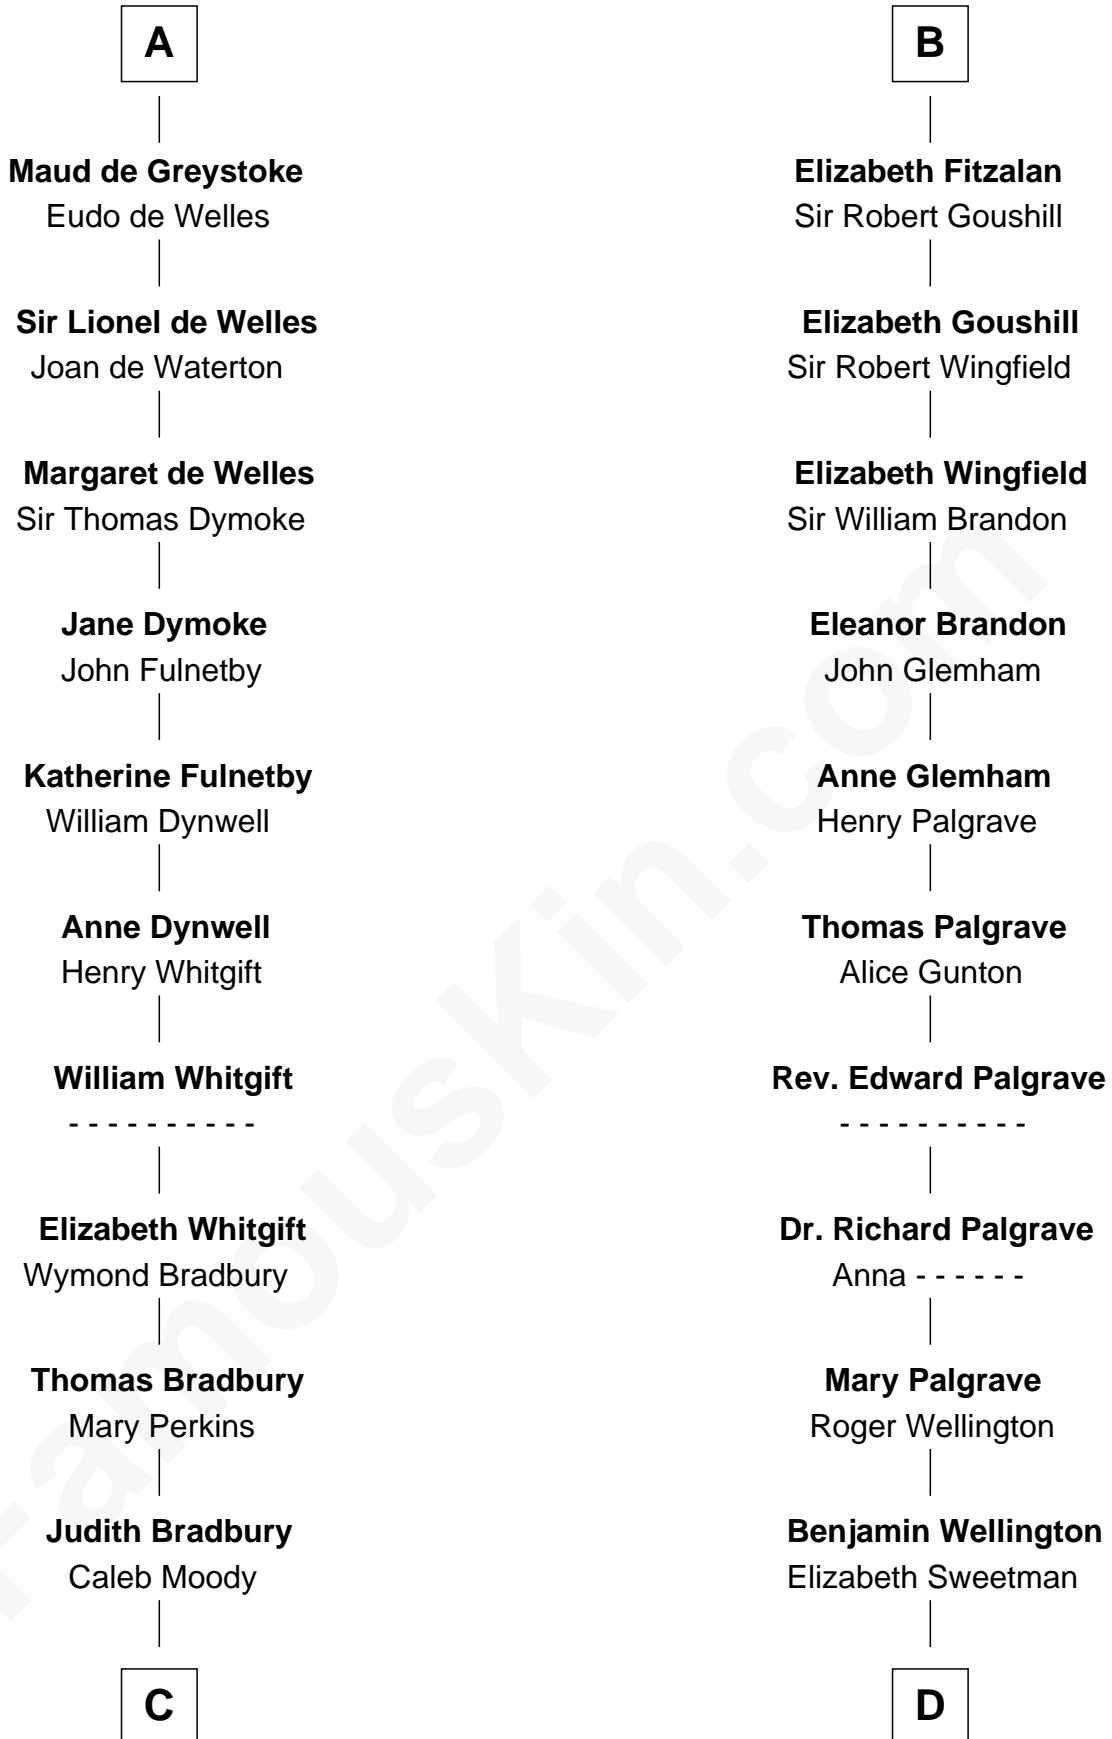 A
Maud de Greystoke
Eudo de Welles
Sir Lionel de Welles
Joan de Waterton
Margaret de Welles
Sir Thomas Dymoke
Jane Dymoke
John Fulnetby
Katherine Fulnetby
William Dynwell
Anne Dynwell
Henry Whitgift
William Whitgift
- - - - - - - - - -
Elizabeth Whitgift
Wymond Bradbury
Thomas Bradbury
Mary Perkins
Judith Bradbury
Caleb Moody
C
B
Elizabeth Fitzalan
Sir Robert Goushill
Elizabeth Goushill
Sir Robert Wingfield
Elizabeth Wingfield
Sir William Brandon
Eleanor Brandon
John Glemham
Anne Glemham
Henry Palgrave
Thomas Palgrave
Alice Gunton
Rev. Edward Palgrave
- - - - - - - - - -
Dr. Richard Palgrave
Anna - - - - - -
Mary Palgrave
Roger Wellington
Benjamin Wellington
Elizabeth Sweetman
D
FamousKin.com